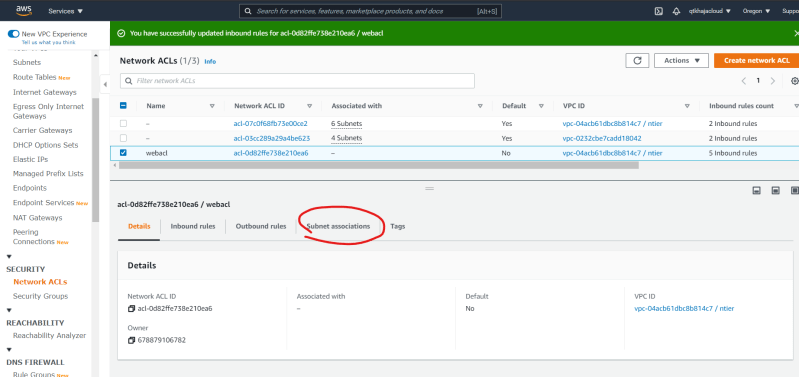 aws
Services ▼
Search for services, features, marketplace products, and docs
[Alt+S]
qtkhajacloud ▼
Oregon ▼
Suppo
New VPC Experience
Tell us what you think
Subnets
Route Tables New
Internet Gateways
Egress Only Internet
Gateways
Carrier Gateways
DHCP Options Sets
Elastic IPs
Managed Prefix Lists
Endpoints
Endpoint Services New
NAT Gateways
Peering
Connections New
▼
SECURITY
Network ACLs
Security Groups
▼
REACHABILITY
Reachability Analyzer
▼
DNS FIREWALL
Rule Groups New
You have successfully updated inbound rules for acl-0d82ffe738e210ea6 / webacl
Network ACLs (1/3) Info
Actions ▼
Create network ACL
Filter network ACLs
< 1 >
Name
Network ACL ID
Associated with
Default
VPC ID
Inbound rules count
– acl-07c0f68fb73e00ce2 6 Subnets Yes vpc-04acb61dbc8b814c7 / ntier 2 Inbound rules
– acl-03cc289a29a4be623 4 Subnets Yes vpc-0232cbe7cadd18042 2 Inbound rules
webacl acl-0d82ffe738e210ea6 – No vpc-04acb61dbc8b814c7 / ntier 5 Inbound rules
acl-0d82ffe738e210ea6 / webacl
Details
Inbound rules
Outbound rules
Subnet associations
Tags
Details
Network ACL ID
acl-0d82ffe738e210ea6
Associated with
–
Default
No
VPC ID
vpc-04acb61dbc8b814c7 / ntier
Owner
678879106782